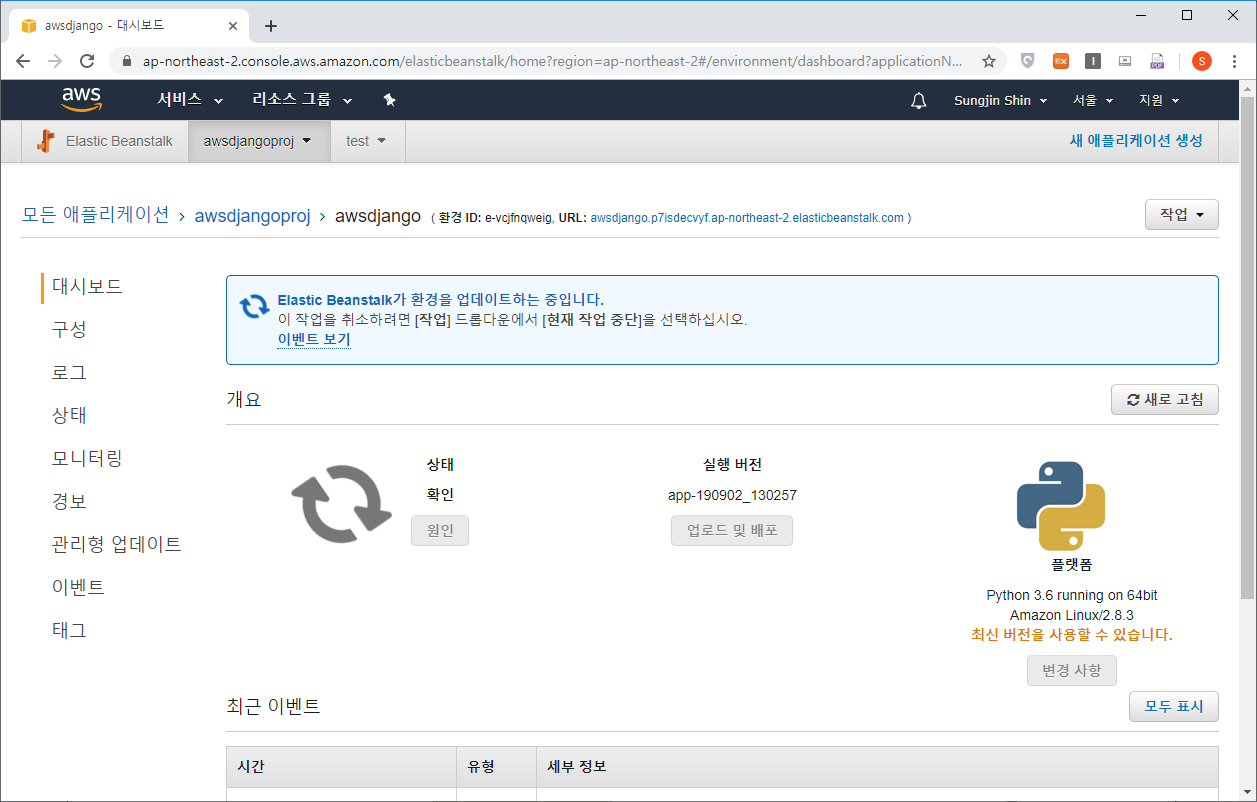 awsdjango - 대시보드
ap-northeast-2.console.aws.amazon.com/elasticbeanstalk/home?region=ap-northeast-2#/environment/dashboard?applicationN...
EX
I
PDF
S
aws 서비스 리소스 그룹 Sungjin Shin 서울 지원
Elastic Beanstalk awsdjangoproj test 새 애플리케이션 생성
모든 애플리케이션 > awsdjangoproj > awsdjango ( 환경 ID: e-vcjfnqweig, URL: awsdjango.p7isdecvyf.ap-northeast-2.elasticbeanstalk.com ) 작업
대시보드
구성
로그
상태
모니터링
경보
관리형 업데이트
이벤트
태그
Elastic Beanstalk가 환경을 업데이트하는 중입니다.
이 작업을 취소하려면 [작업] 드롭다운에서 [현재 작업 중단]을 선택하십시오.
이벤트 보기
개요 새로 고침
상태
확인
원인
실행 버전
app-190902_130257
업로드 및 배포
플랫폼
Python 3.6 running on 64bit
Amazon Linux/2.8.3
최신 버전을 사용할 수 있습니다.
변경 사항
최근 이벤트 모두 표시
시간 유형 세부 정보